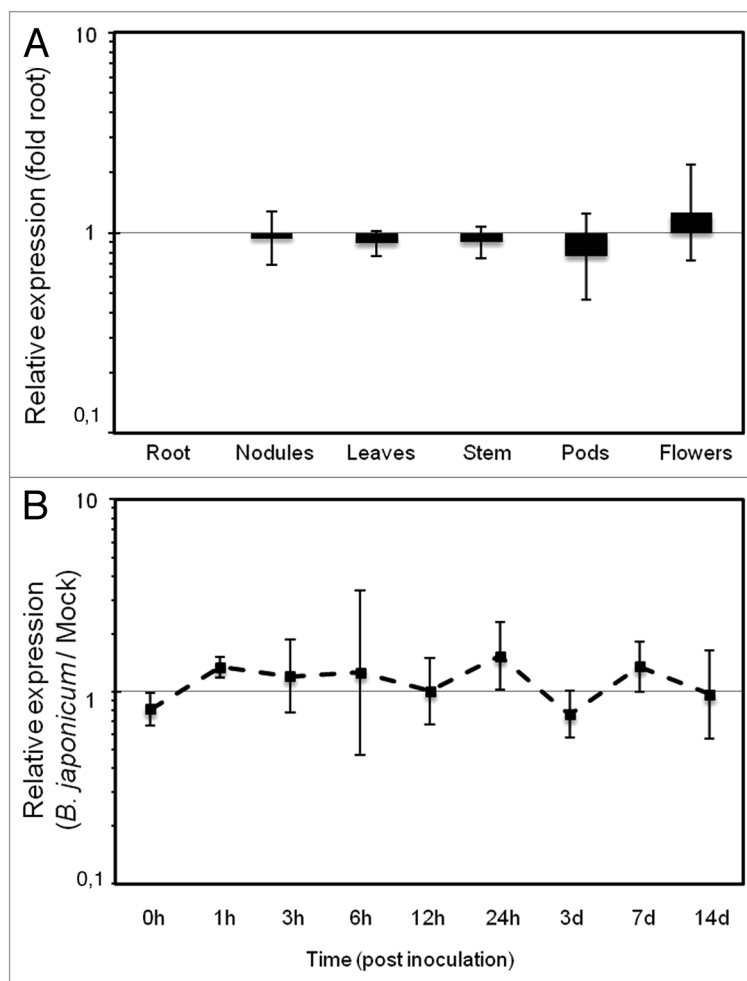 A
Relative expression (fold root)
10
1
0,1
Root Nodules Leaves Stem Pods Flowers
B
Relative expression
(B. japonicum / Mock)
10
1
0,1
0h 1h 3h 6h 12h 24h 3d 7d 14d
Time (post inoculation)